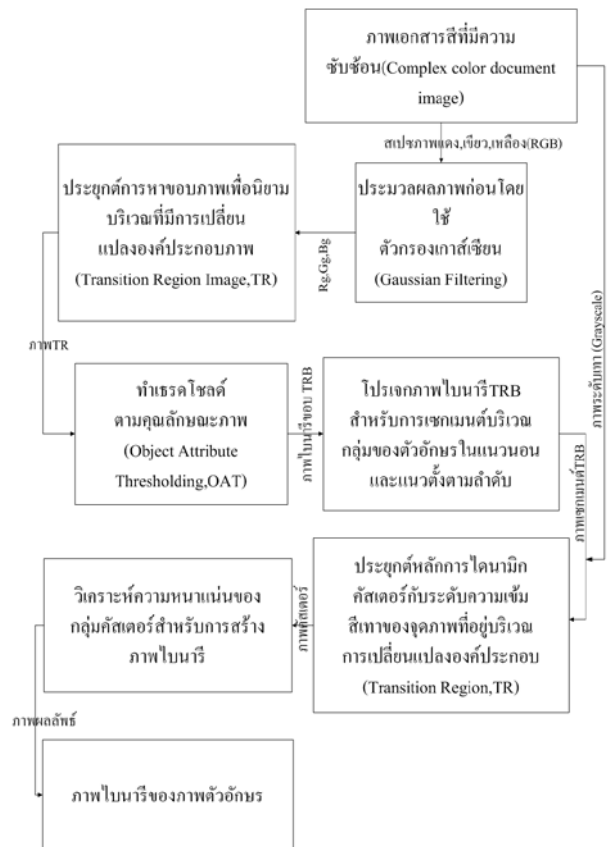 ภาพเอกสารสีที่มีความ
ซับซ้อน(Complex color document
image)
สเปซภาพแดง,เขียว,เหลือง(RGB)
ประมวลผลภาพก่อนโดย
ใช้
ตัวกรองเกาส์เซียน
(Gaussian Filtering)
Rg,Gg,Bg
ประยุกต์การหาขอบภาพเพื่อนิยาม
บริเวณที่มีการเปลี่ยน
แปลงองค์ประกอบภาพ
(Transition Region Image,TR)
ภาพTR
ทำเธรดโชลด์
ตามคุณลักษณะภาพ
(Object Attribute
Thresholding,OAT)
ภาพไบนารีขอบ TRB
โปรเจกภาพไบนารีTRB
สำหรับการเซกเมนต์บริเวณ
กลุ่มของตัวอักษรในแนวนอน
และแนวตั้งตามลำดับ
ภาพเซกเมนต์TRB
ภาพระดับเทา (Grayscale)
ประยุกต์หลักการไดนามิก
คัสเตอร์กับระดับความเข้ม
สีเทาของจุดภาพที่อยู่บริเวณ
การเปลี่ยนแปลงองค์ประกอบ
(Transition Region,TR)
ภาพคัสเตอร์
วิเคราะห์ความหนาแน่นของ
กลุ่มคัสเตอร์สำหรับการสร้าง
ภาพไบนารี
ภาพผลลัพธ์
ภาพไบนารีของภาพตัวอักษร